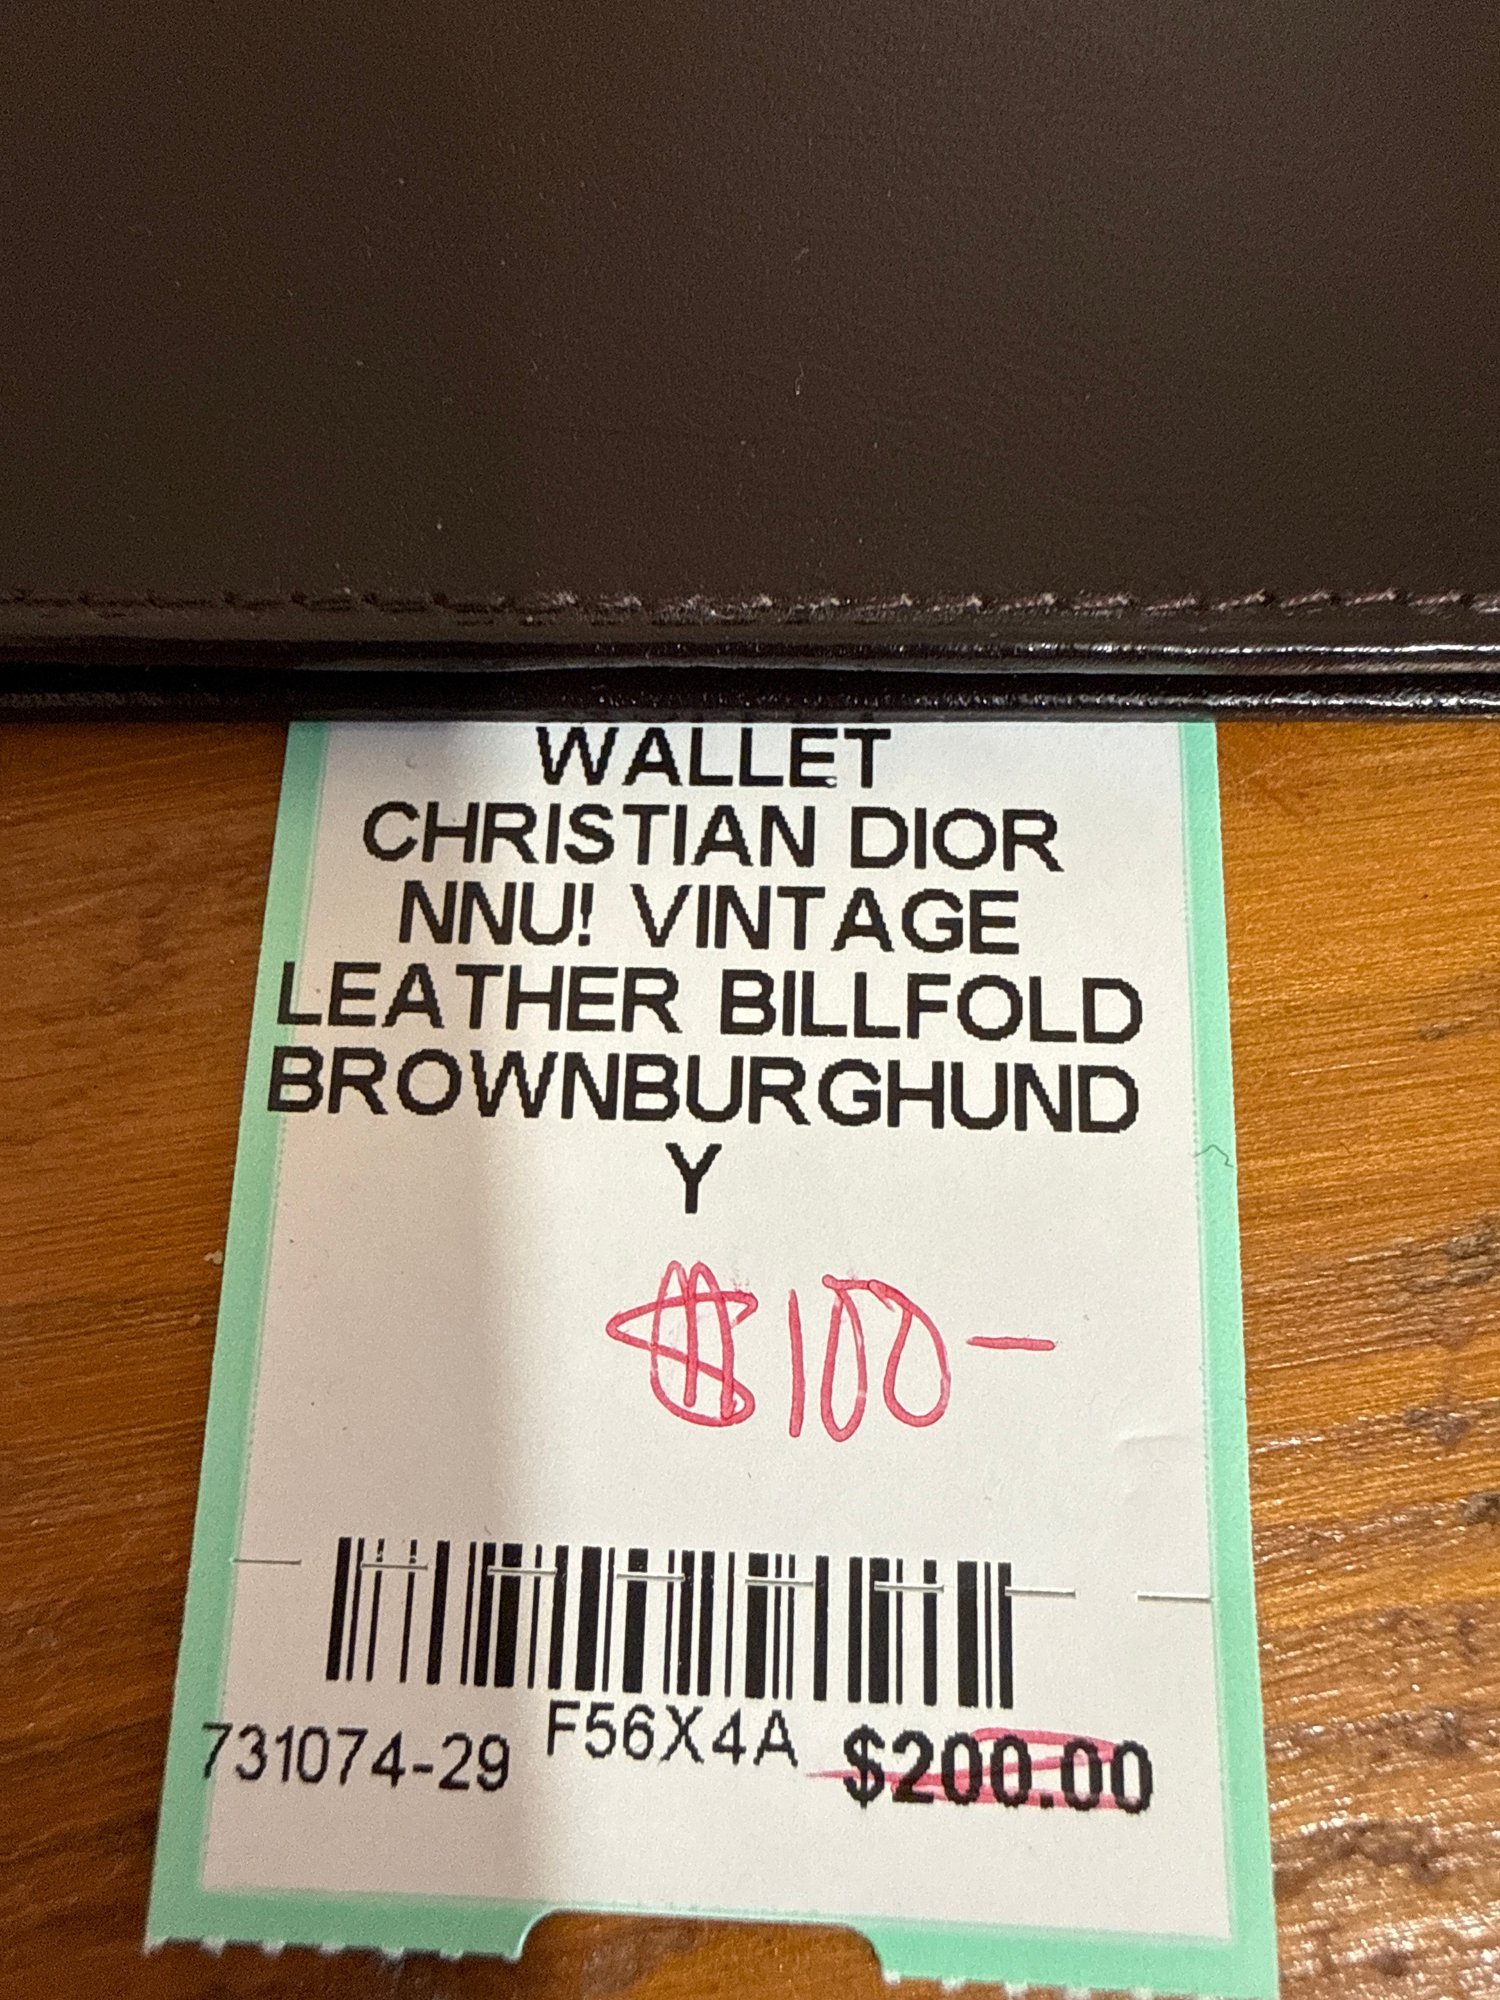 WALLET
CHRISTIAN DIOR
NNU! VINTAGE
LEATHER BILLFOLD
BROWNBURGHUND
Y
$100-
731074-29 F56X4A $200.00